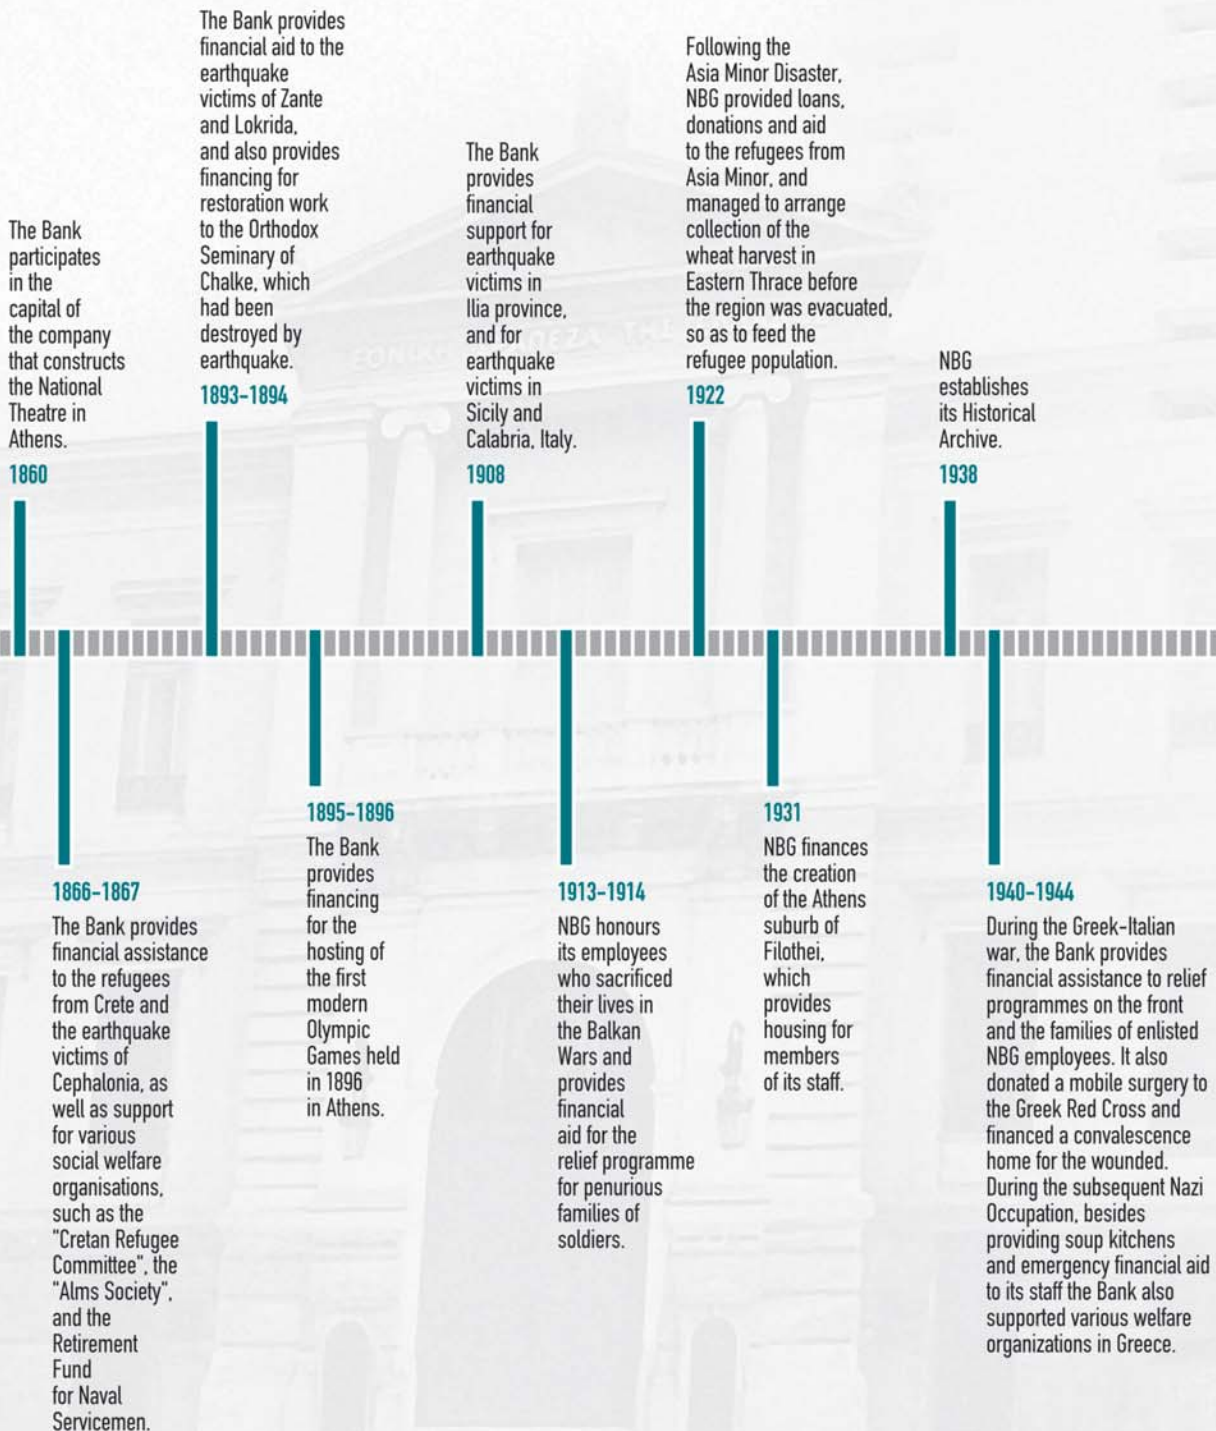 The Bank
participates
in the
capital of
the company
that constructs
the National
Theatre in
Athens.
1860
The Bank provides
financial aid to the
earthquake
victims of Zante
and Lokrida,
and also provides
financing for
restoration work
to the Orthodox
Seminary of
Chalke, which
had been
destroyed by
earthquake.
1893-1894
The Bank
provides
financial
support for
earthquake
victims in
Ilia province,
and for
earthquake
victims in
Sicily and
Calabria, Italy.
1908
Following the
Asia Minor Disaster,
NBG provided loans,
donations and aid
to the refugees from
Asia Minor, and
managed to arrange
collection of the
wheat harvest in
Eastern Thrace before
the region was evacuated,
so as to feed the
refugee population.
1922
NBG
establishes
its Historical
Archive.
1938
1866-1867
The Bank provides
financial assistance
to the refugees
from Crete and
the earthquake
victims of
Cephalonia, as
well as support
for various
social welfare
organisations,
such as the
"Cretan Refugee
Committee", the
"Alms Society",
and the
Retirement
Fund
for Naval
Servicemen.
1895-1896
The Bank
provides
financing
for the
hosting of
the first
modern
Olympic
Games held
in 1896
in Athens.
1913-1914
NBG honours
its employees
who sacrificed
their lives in
the Balkan
Wars and
provides
financial
aid for the
relief programme
for penurious
families of
soldiers.
1931
NBG finances
the creation
of the Athens
suburb of
Filothei,
which
provides
housing for
members
of its staff.
1940-1944
During the Greek-Italian
war, the Bank provides
financial assistance to relief
programmes on the front
and the families of enlisted
NBG employees. It also
donated a mobile surgery to
the Greek Red Cross and
financed a convalescence
home for the wounded.
During the subsequent Nazi
Occupation, besides
providing soup kitchens
and emergency financial aid
to its staff the Bank also
supported various welfare
organizations in Greece.